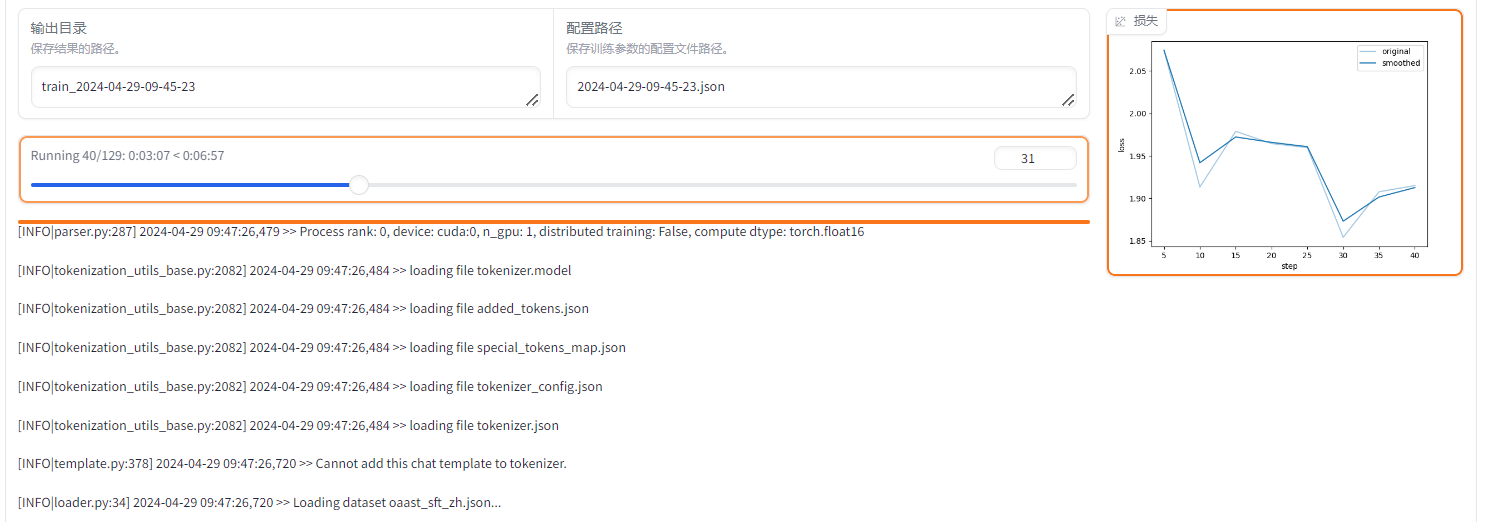 输出目录
保存结果的路径。
train_2024-04-29-09-45-23
配置路径
保存训练参数的配置文件路径。
2024-04-29-09-45-23.json
Running 40/129: 0:03:07 < 0:06:57
31
[INFO|parser.py:287] 2024-04-29 09:47:26,479 >> Process rank: 0, device: cuda:0, n_gpu: 1, distributed training: False, compute dtype: torch.float16
[INFO|tokenization_utils_base.py:2082] 2024-04-29 09:47:26,484 >> loading file tokenizer.model
[INFO|tokenization_utils_base.py:2082] 2024-04-29 09:47:26,484 >> loading file added_tokens.json
[INFO|tokenization_utils_base.py:2082] 2024-04-29 09:47:26,484 >> loading file special_tokens_map.json
[INFO|tokenization_utils_base.py:2082] 2024-04-29 09:47:26,484 >> loading file tokenizer_config.json
[INFO|tokenization_utils_base.py:2082] 2024-04-29 09:47:26,484 >> loading file tokenizer.json
[INFO|template.py:378] 2024-04-29 09:47:26,720 >> Cannot add this chat template to tokenizer.
[INFO|loader.py:34] 2024-04-29 09:47:26,720 >> Loading dataset oaast_sft_zh.json...
损失
original
smoothed
2.05
2.00
1.95
1.90
1.85
loss
5 10 15 20 25 30 35 40
step